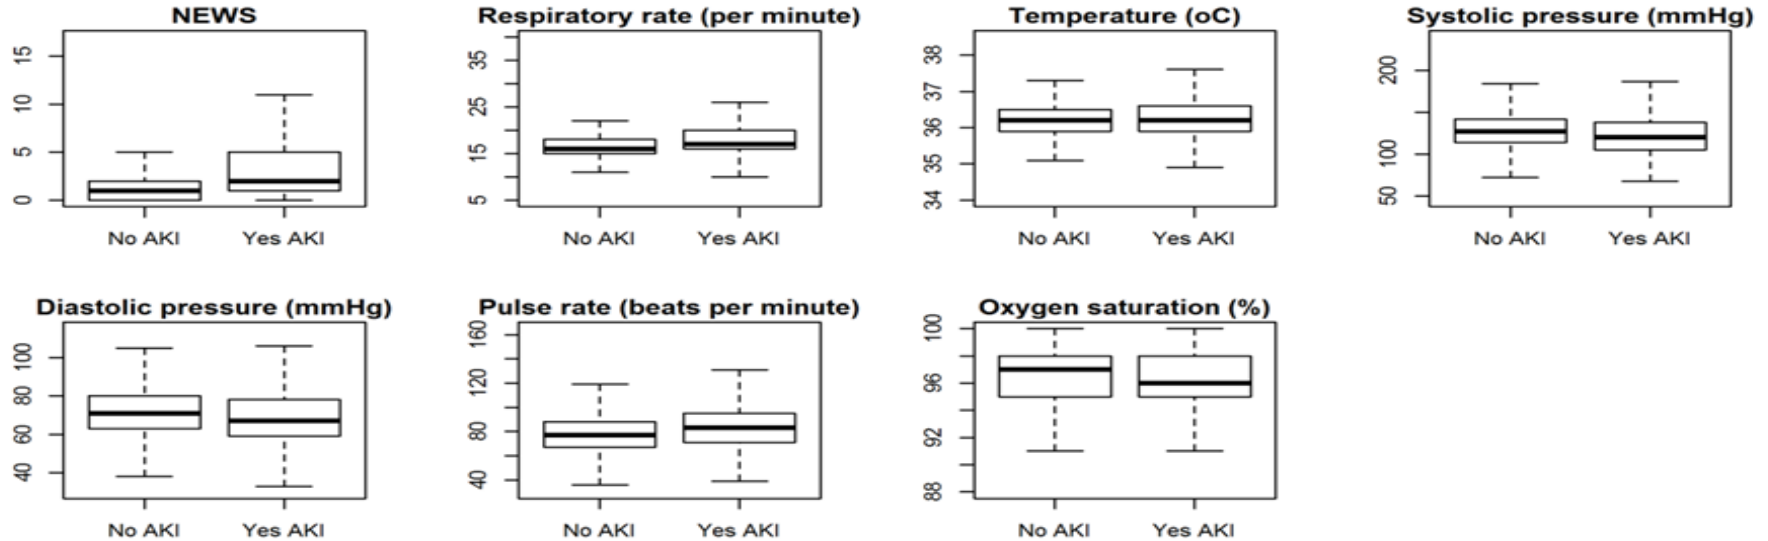 NEWS
15
10
5
0
No AKI Yes AKI
Respiratory rate (per minute)
35
25
15
5
No AKI Yes AKI
Temperature (oC)
38
37
36
35
34
No AKI Yes AKI
Systolic pressure (mmHg)
200
100
50
No AKI Yes AKI
Diastolic pressure (mmHg)
100
80
60
40
No AKI Yes AKI
Pulse rate (beats per minute)
160
120
80
40
No AKI Yes AKI
Oxygen saturation (%)
100
96
92
88
No AKI Yes AKI